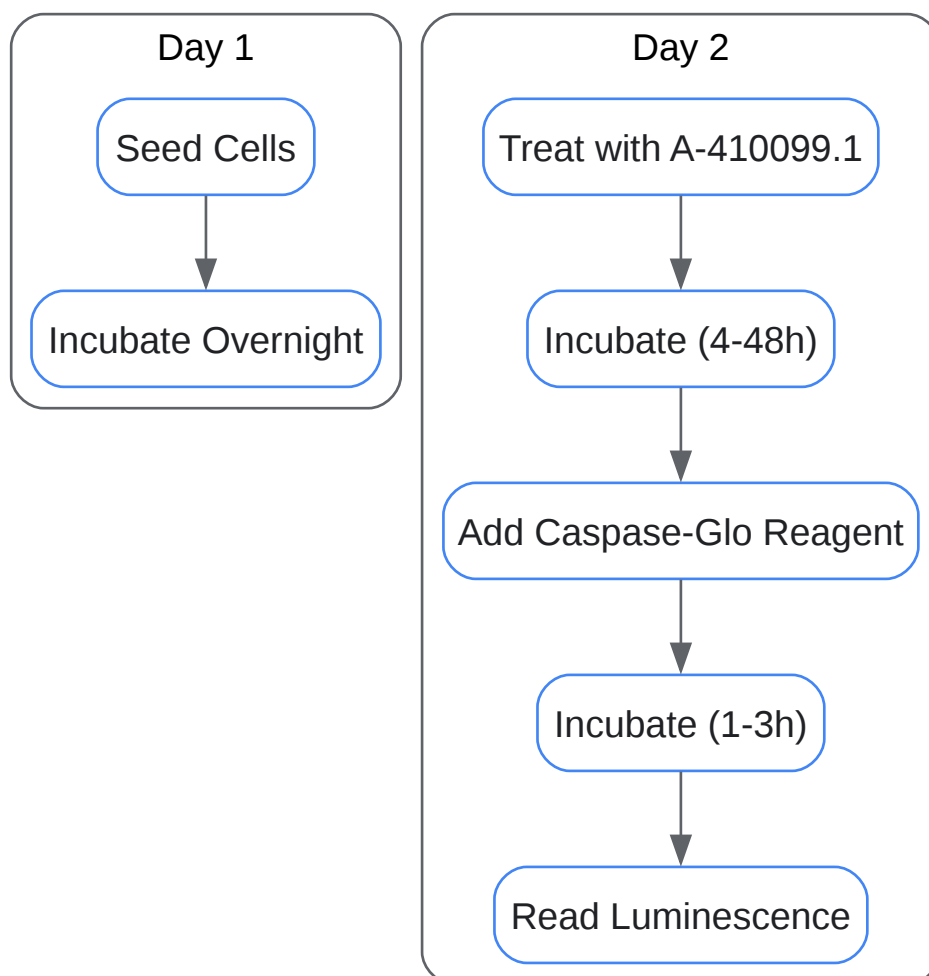 Day 1
Seed Cells
Incubate Overnight
Day 2
Treat with A-410099.1
Incubate (4-48h)
Add Caspase-Glo Reagent
Incubate (1-3h)
Read Luminescence